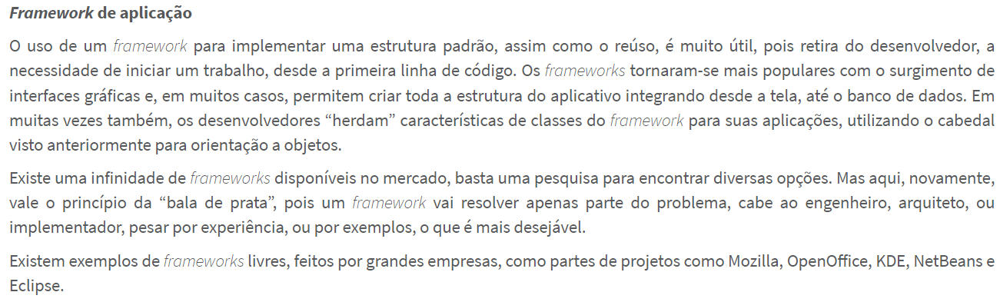 Framework de aplicação
O uso de um framework para implementar uma estrutura padrão, assim como o reúso, é muito útil, pois retira do desenvolvedor, a
necessidade de iniciar um trabalho, desde a primeira linha de código. Os frameworks tornaram-se mais populares com o surgimento de
interfaces gráficas e, em muitos casos, permitem criar toda a estrutura do aplicativo integrando desde a tela, até o banco de dados. Em
muitas vezes também, os desenvolvedores “herdam” características de classes do framework para suas aplicações, utilizando o cabedal
visto anteriormente para orientação a objetos.
Existe uma infinidade de frameworks disponíveis no mercado, basta uma pesquisa para encontrar diversas opções. Mas aqui, novamente,
vale o princípio da “bala de prata”, pois um framework vai resolver apenas parte do problema, cabe ao engenheiro, arquiteto, ou
implementador, pesar por experiência, ou por exemplos, o que é mais desejável.
Existem exemplos de frameworks livres, feitos por grandes empresas, como partes de projetos como Mozilla, OpenOffice, KDE, NetBeans e
Eclipse.